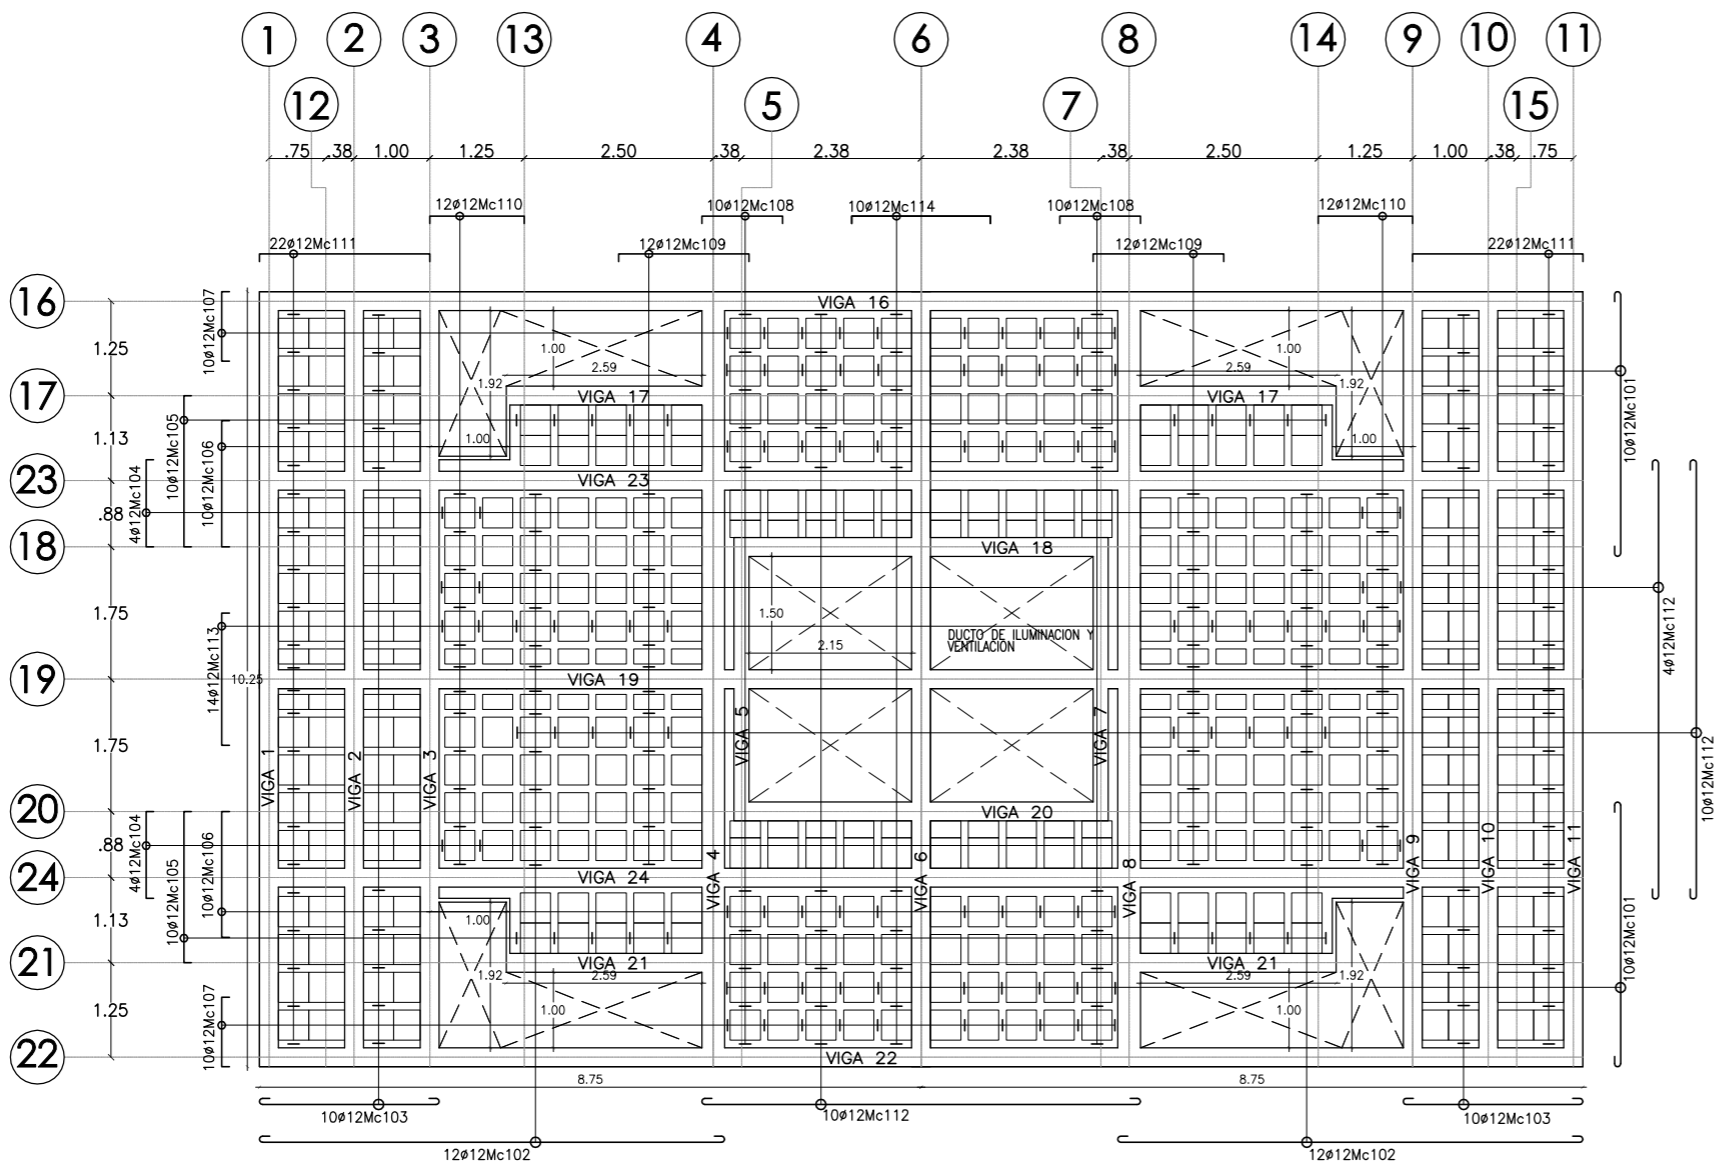 1 2 3 13 4 6 8 14 9 10 11
12 5 7 15
.75 .38 1.00 1.25 2.50 .38 2.38 2.38 .38 2.50 1.25 1.00 .38 .75
12ø12Mc110 10ø12Mc108 10ø12Mc114 10ø12Mc108 12ø12Mc110
22ø12Mc111 12ø12Mc109 12ø12Mc109 22ø12Mc111
16
VIGA 16
10ø12Mc107
1.25
1.00 2.59 1.92
2.59 1.00 1.92
10ø12Mc101
17
VIGA 17 VIGA 17
1.13
10ø12Mc105
10ø12Mc106
1.00 1.00
23
VIGA 23
.88
4ø12Mc104
18
VIGA 18
1.75
1.50
2.15
DUCTO DE ILUMINACION Y
VENTILACION
14ø12Mc113
4ø12Mc112
19
10.25
VIGA 19
1.75
VIGA 1
VIGA 2
VIGA 3
VIGA 5
VIGA 7
10ø12Mc112
20
VIGA 20
.88
4ø12Mc104
10ø12Mc105
10ø12Mc106
VIGA 4
VIGA 6
VIGA 8
VIGA 9
VIGA 10
VIGA 11
24
VIGA 24
1.13
1.00
10ø12Mc101
21
VIGA 21 VIGA 21
1.92 2.59 1.00
2.59 1.92 1.00
1.25
10ø12Mc107
22
VIGA 22
8.75 8.75
10ø12Mc103 10ø12Mc112 10ø12Mc103
12ø12Mc102 12ø12Mc102